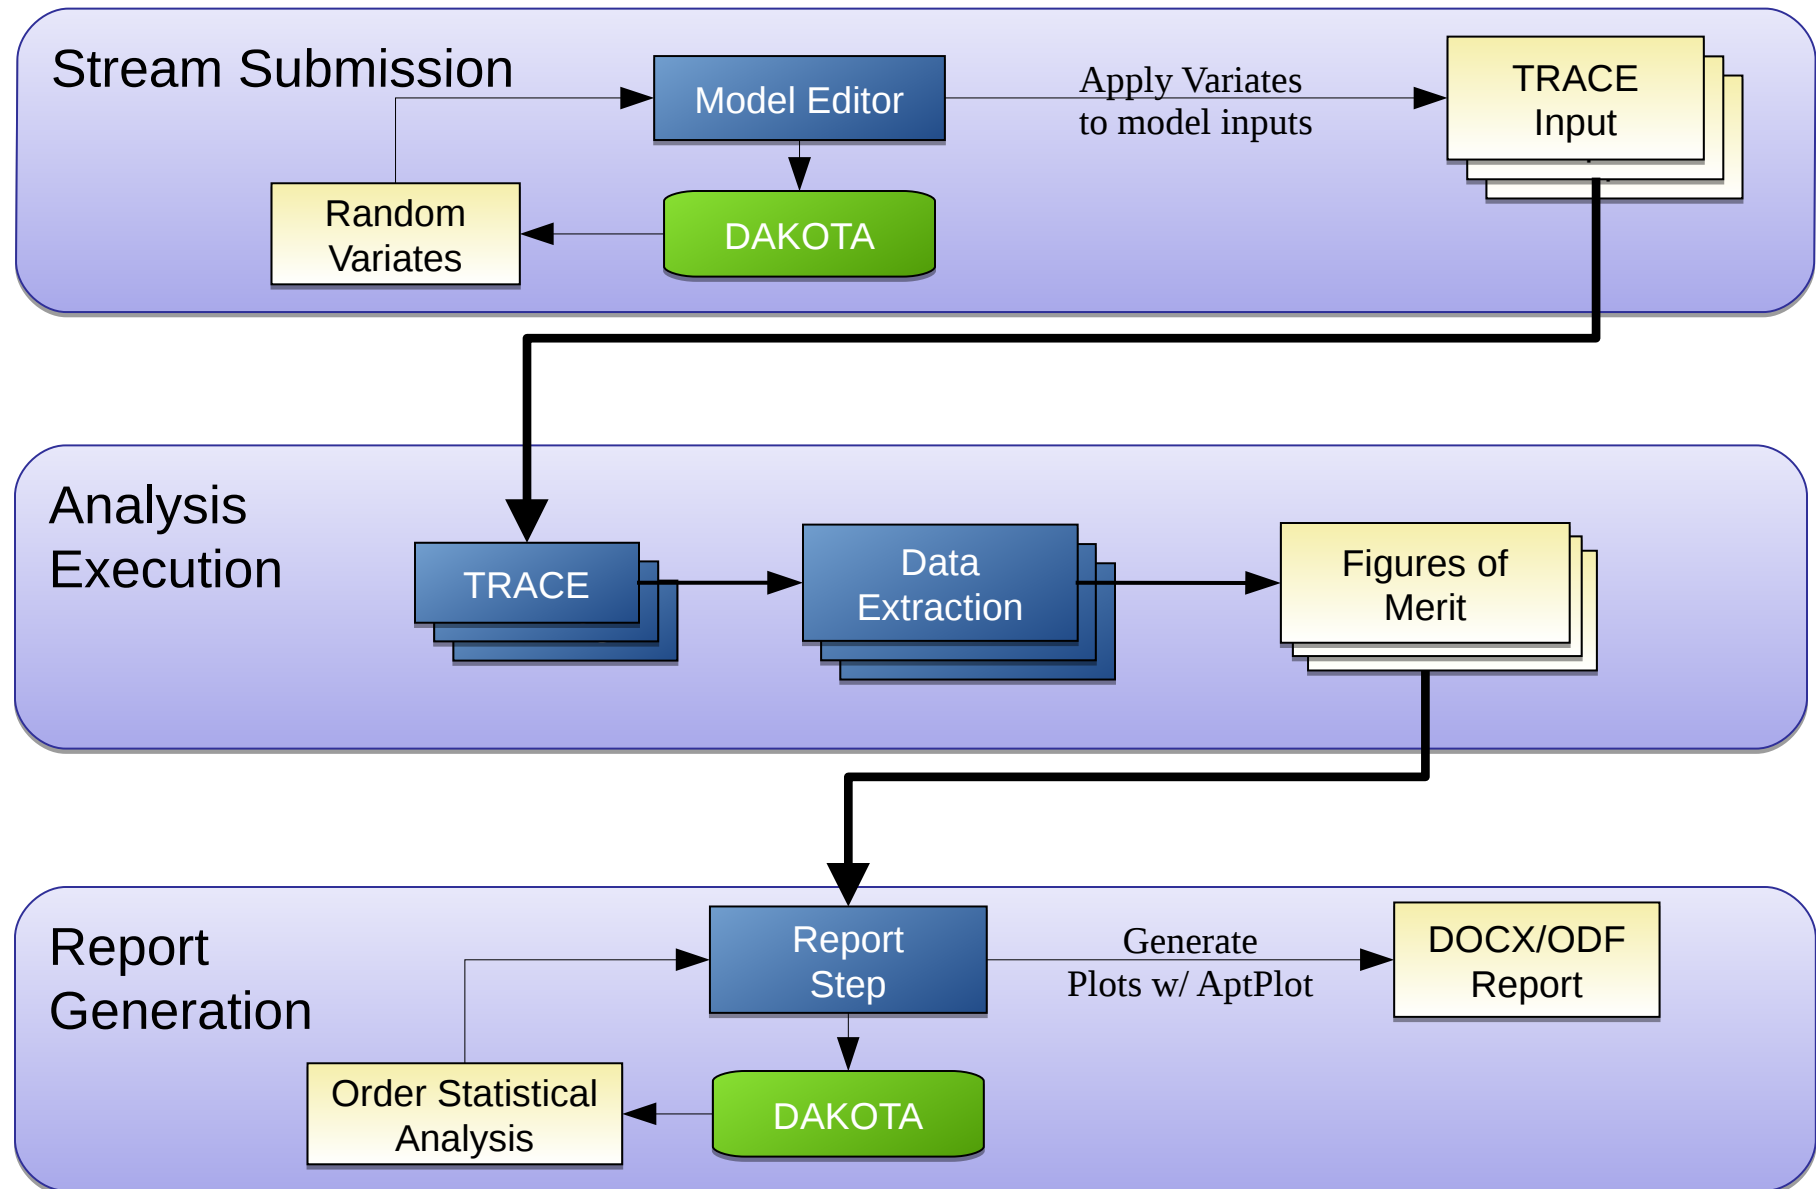 Stream Submission
Model Editor
Apply Variates
to model inputs
TRACE
Input
Random
Variates
DAKOTA
Analysis
Execution
TRACE
Data
Extraction
Figures of
Merit
Report
Generation
Report
Step
Generate
Plots w/ AptPlot
DOCX/ODF
Report
Order Statistical
Analysis
DAKOTA